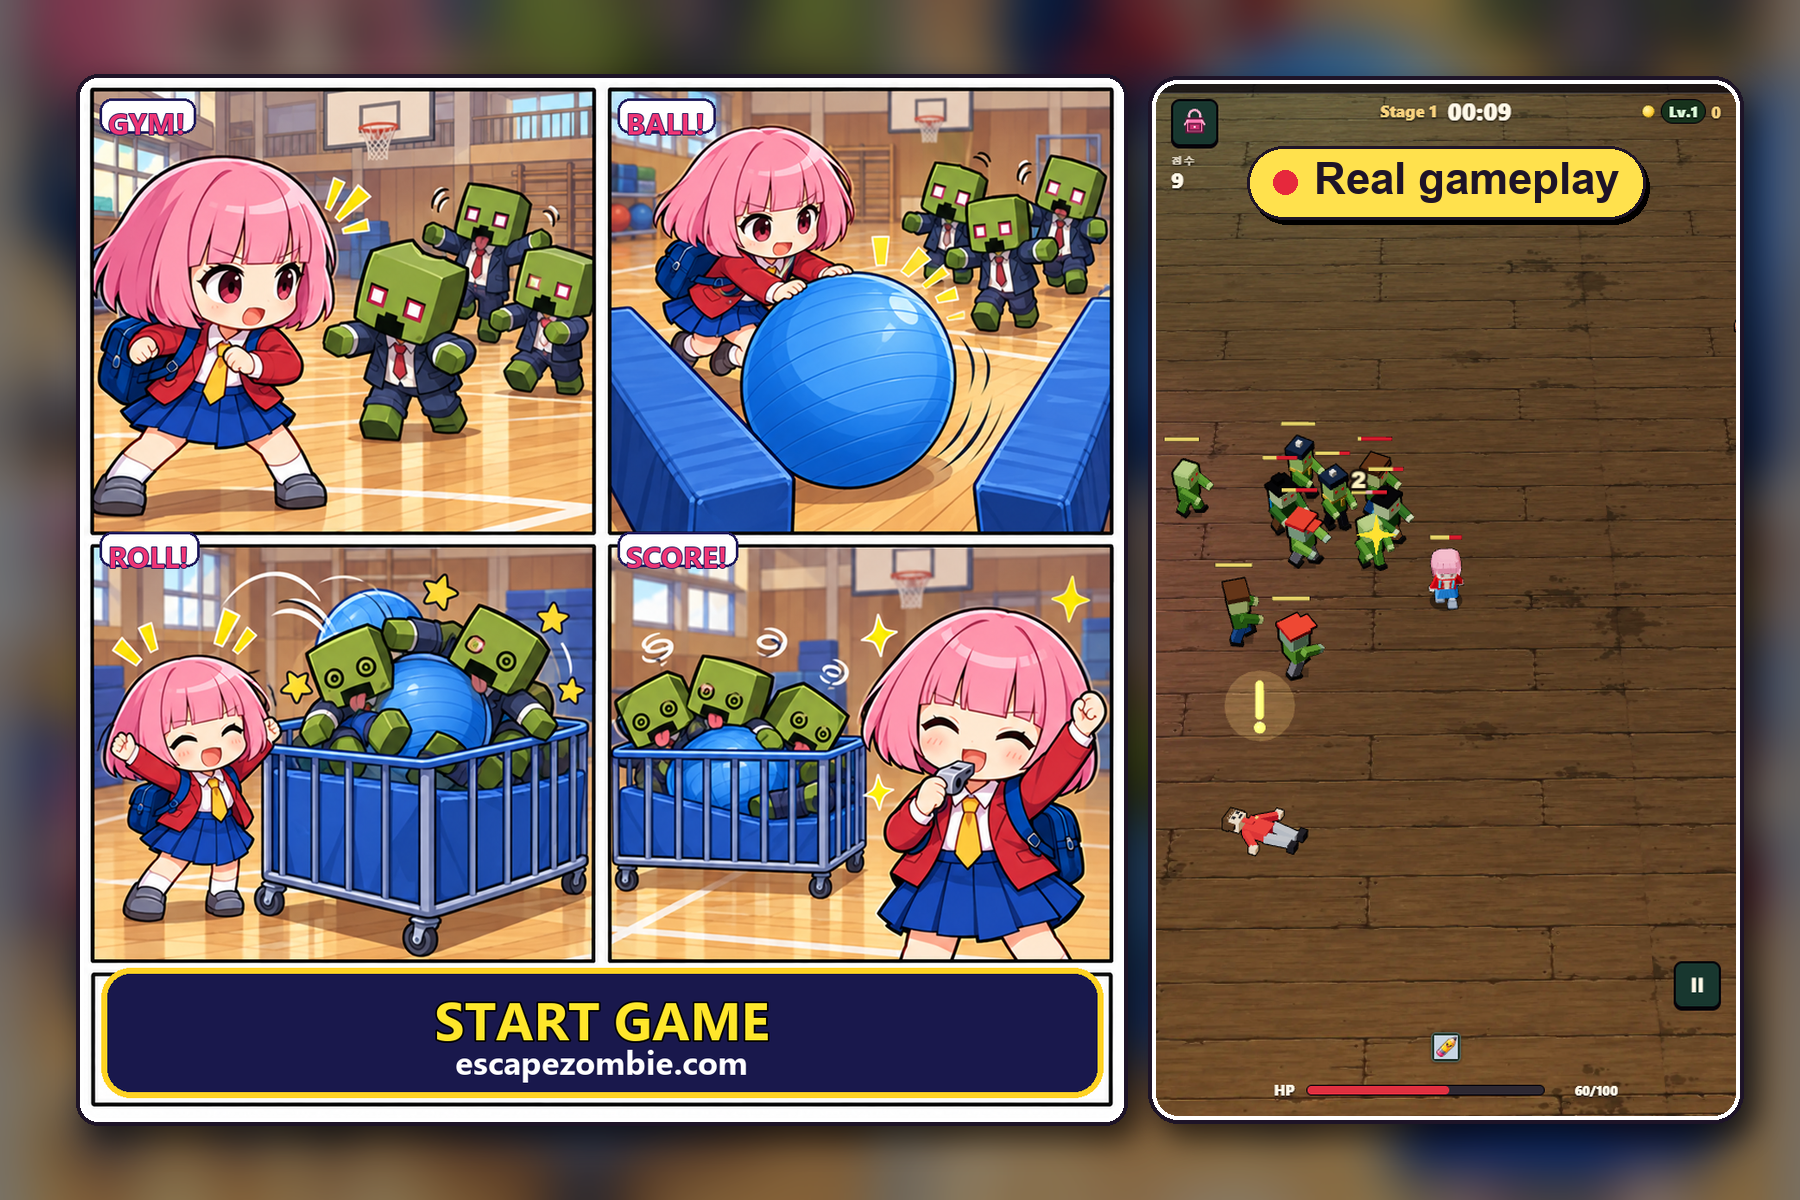 GYM!
BALL!
ROLL!
SCORE!
START GAME
escapezombie.com
Stage 1 00:09
Lv.1 0
점수
9
Real gameplay
2
!
HP 60/100